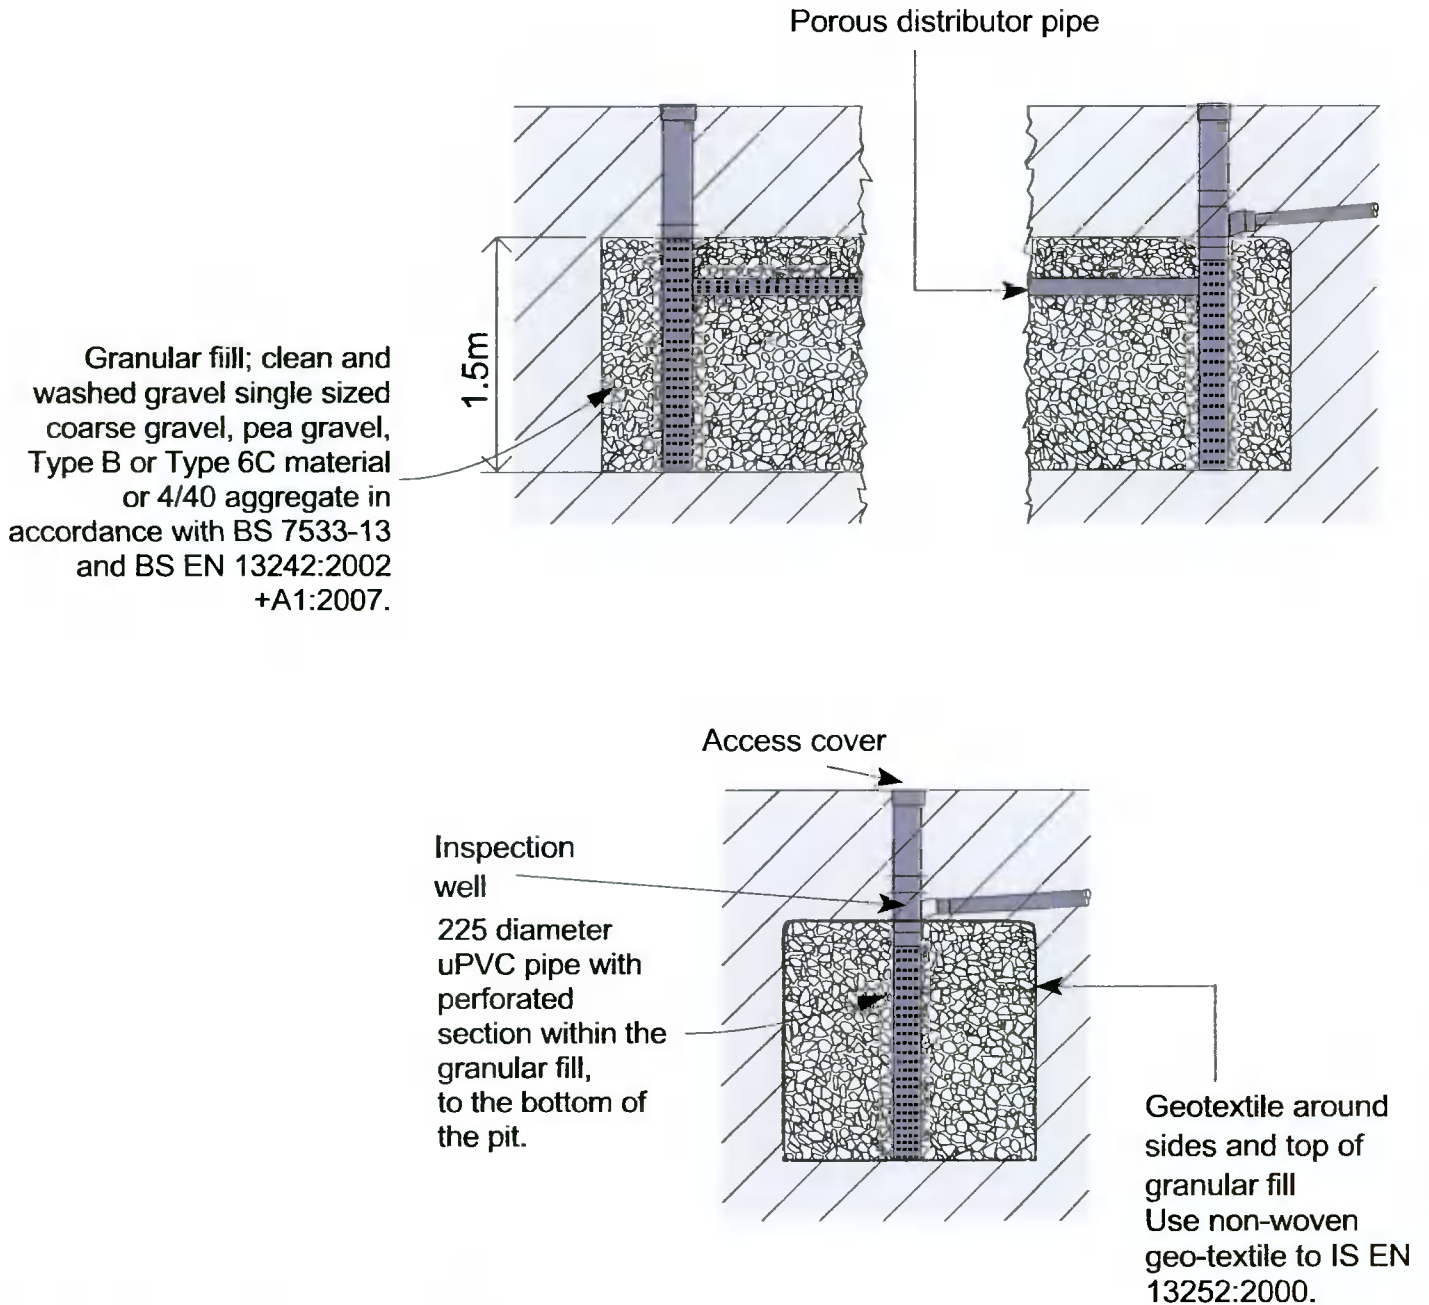 Porous distributor pipe
1.5m
Granular fiill; clean and
washed gravel single sized
coarse gravel, pea gravel,
Type B or Type 6C material
or 4/40 aggregate in
accordance with BS 7533-13
and BS EN 13242:2002
+A1:2007.
Access cover
Inspection
well
225 diameter
uPVC pipe with
perforated
section within the
granular fill,
to the bottom of
the pit.
Geotextile around
sides and top of
granular fill
Use non-woven
geo-textile to IS EN
13252:2000.